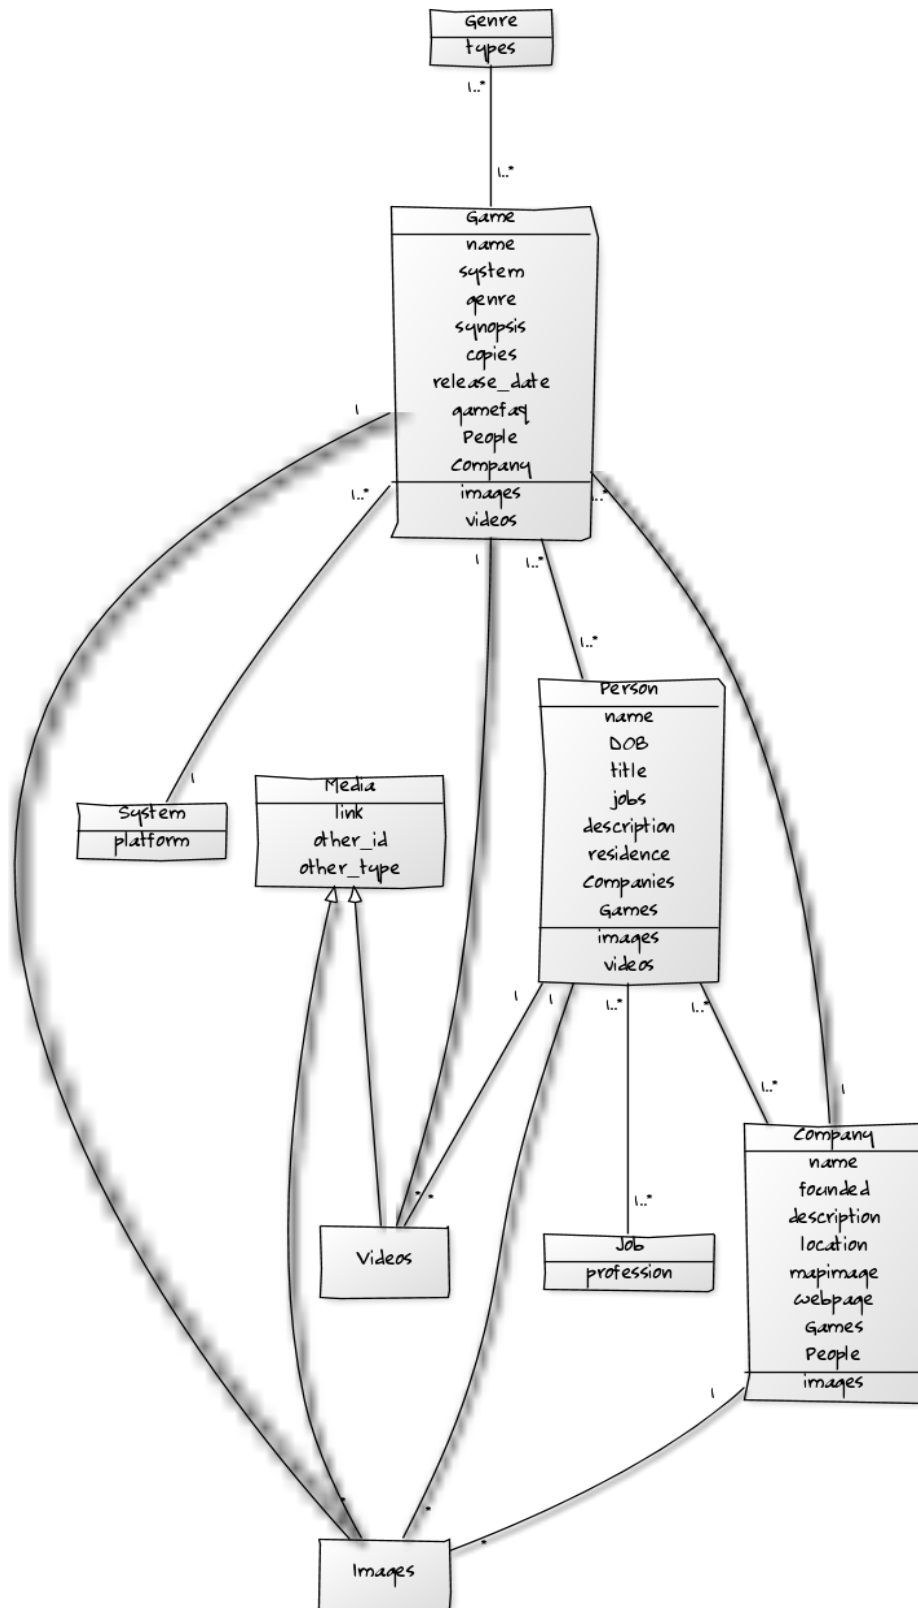 Genre
types
1..*
1..*
Game
name
system
genre
synopsis
copies
release_date
gamefaq
People
Company
images
videos
1
1..*
1..*
1
1..*
1..*
Person
name
DOB
title
jobs
description
residence
Companies
Games
images
videos
1
System
platform
Media
link
other_id
other_type
1
1
1..*
1..*
1..*
1
Company
name
founded
description
location
mapimage
webpage
Games
People
images
* *
1..*
Videos
Job
profession
1
*
*
*
Images